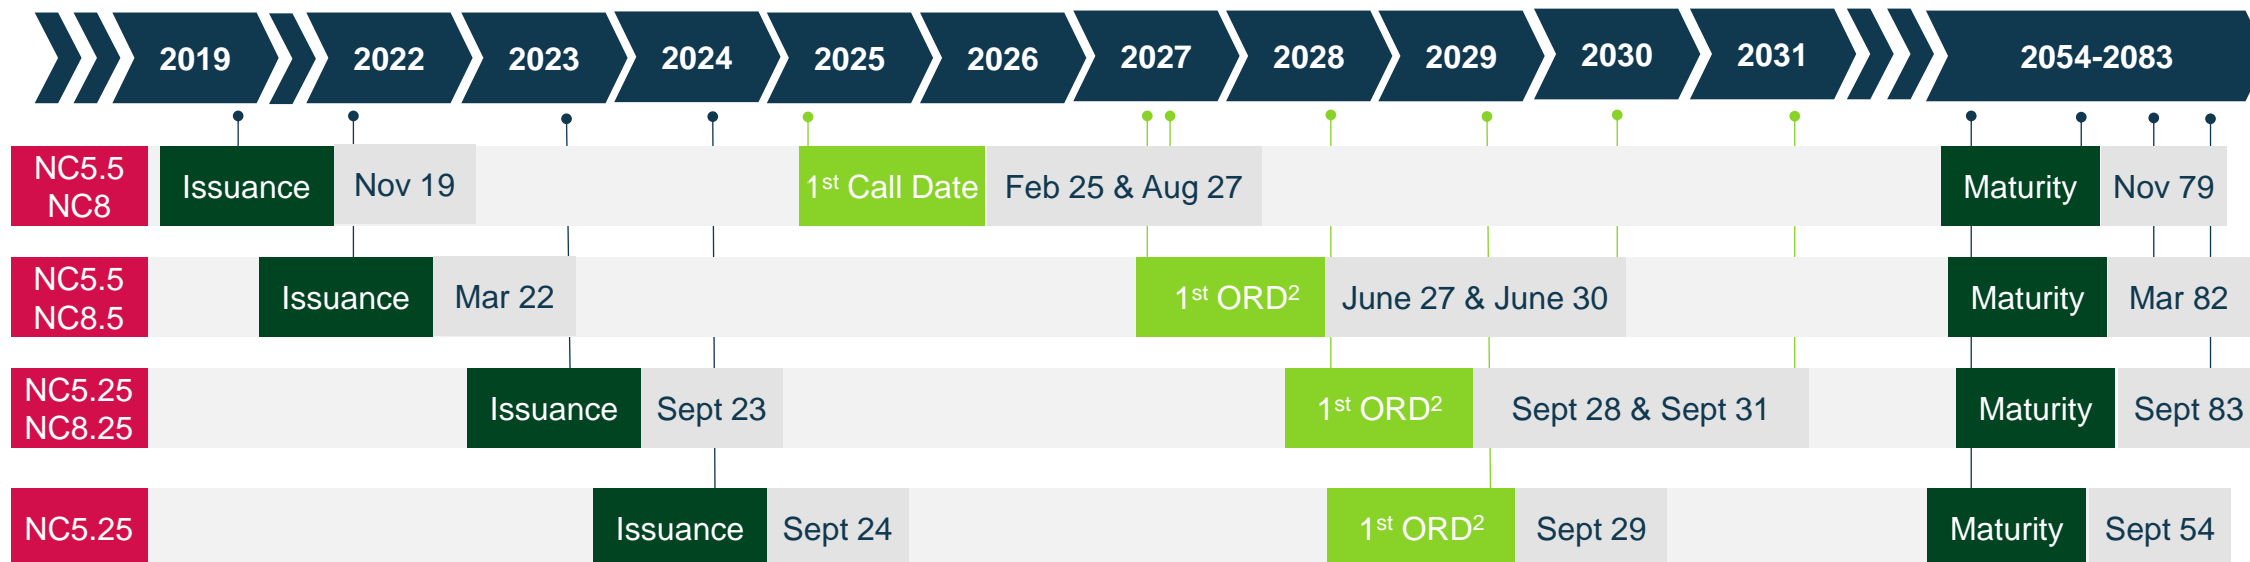 2019 2022 2023 2024 2025 2026 2027 2028 2029 2030 2031 2054-2083
NC5.5
NC8
Issuance Nov 19 1st Call Date Feb 25 & Aug 27 Maturity Nov 79
NC5.5
NC8.5
Issuance Mar 22 1st ORD2 June 27 & June 30 Maturity Mar 82
NC5.25
NC8.25
Issuance Sept 23 1st ORD2 Sept 28 & Sept 31 Maturity Sept 83
NC5.25 Issuance Sept 24 1st ORD2 Sept 29 Maturity Sept 54